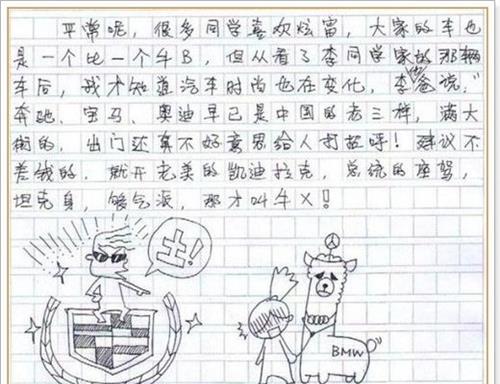 平常呢，很多同学喜欢炫富，大家的车也
是一个比一个牛B，但从看了李同学家的那辆
车后，我才知道汽车时尚也在变化，李爸说，"
奔驰、宝马、奥迪早已是中国的老三样，满大
街的，出门还真不好意思给人打招呼！建议不
差钱的，就开完美的凯迪拉克，总统的座驾，
坦克身，够气派，那才叫牛X！
土！
BMW